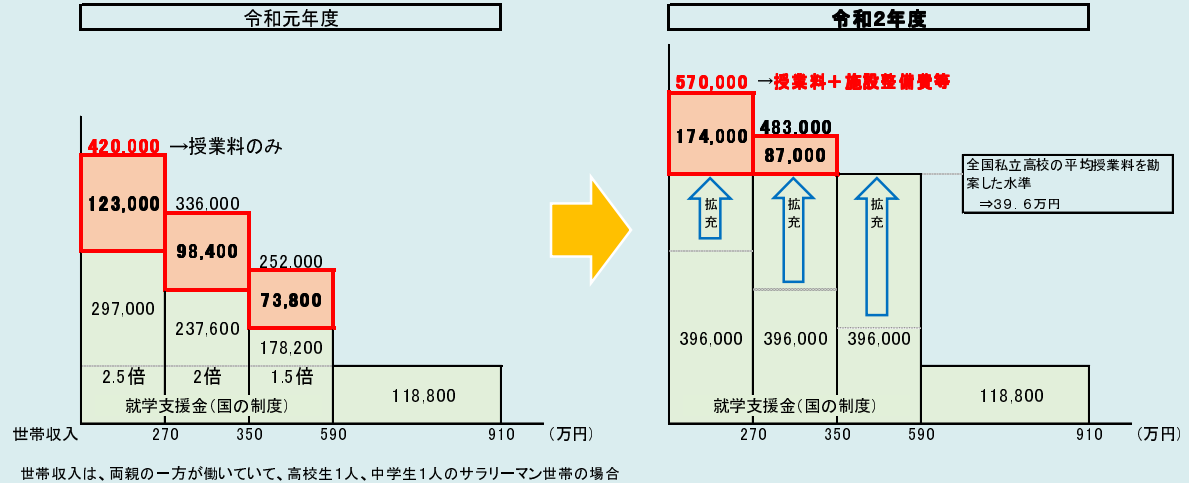 令和元年度
420,000 →授業料のみ
123,000
336,000
98,400
252,000
73,800
297,000
237,600
178,200
2.5倍 2倍 1.5倍
118,800
就学支援金(国の制度)
世帯収入 270 350 590 910 (万円)
令和2年度
570,000 →授業料+施設整備費等
174,000
483,000
87,000
全国私立高校の平均授業料を勘
案した水準
⇒39.6万円
拡充 拡充 拡充
396,000 396,000 396,000
118,800
就学支援金(国の制度)
270 350 590 910 (万円)
世帯収入は、両親の一方が働いていて、高校生1人、中学生1人のサラリーマン世帯の場合